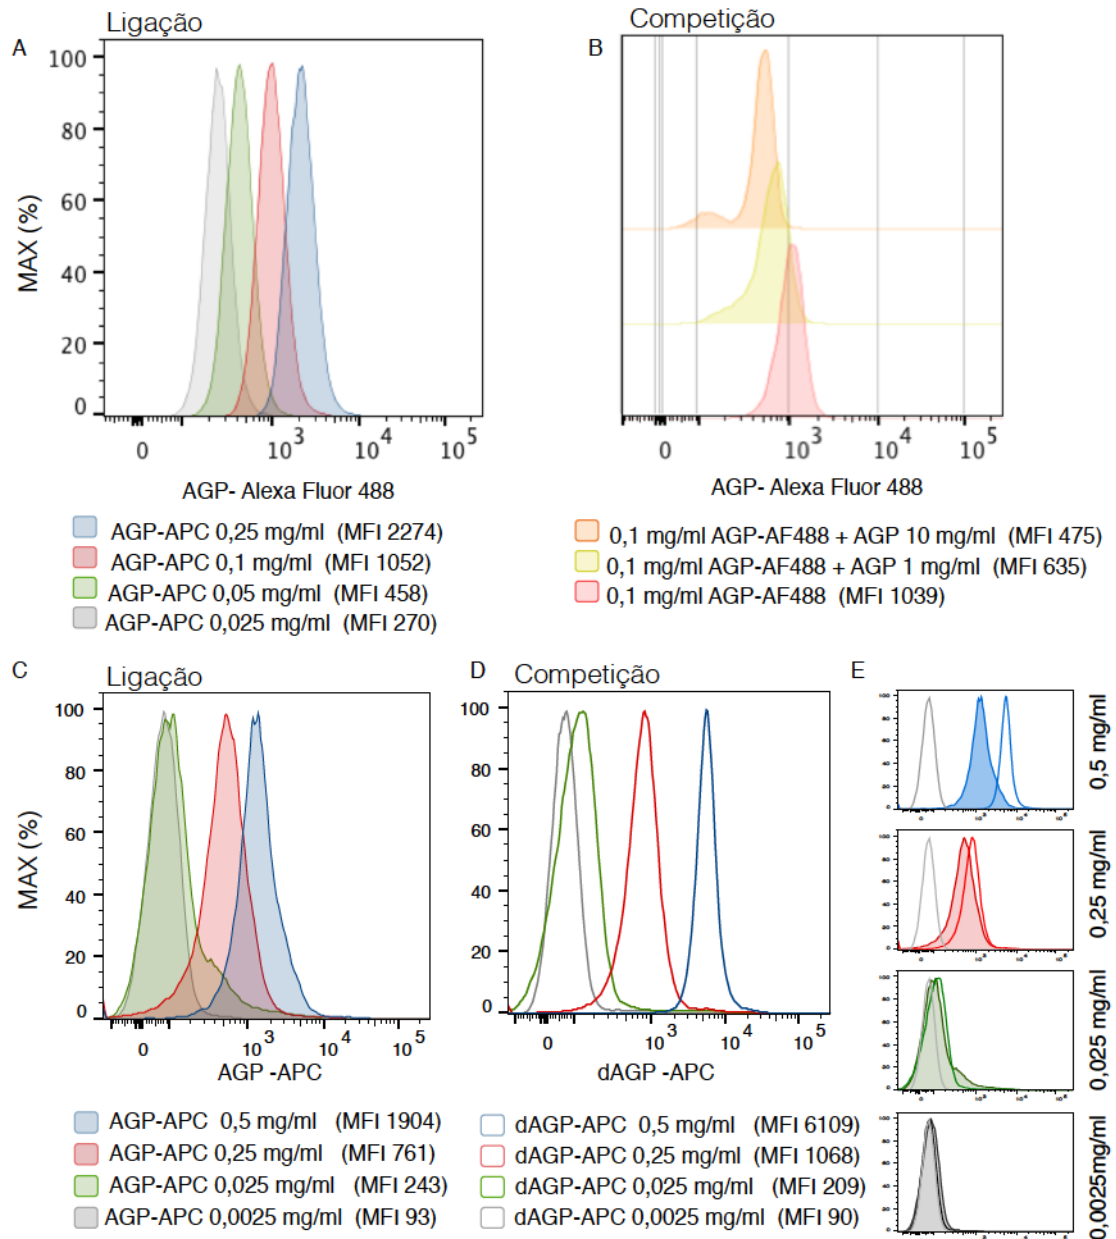 Ligação
A
100
80
60
40
20
0
MAX (%)
0 10³ 10⁴ 10⁵
AGP- Alexa Fluor 488
AGP-APC 0,25 mg/ml (MFI 2274)
AGP-APC 0,1 mg/ml (MFI 1052)
AGP-APC 0,05 mg/ml (MFI 458)
AGP-APC 0,025 mg/ml (MFI 270)
Competição
B
0 10³ 10⁴ 10⁵
AGP- Alexa Fluor 488
0,1 mg/ml AGP-AF488 + AGP 10 mg/ml (MFI 475)
0,1 mg/ml AGP-AF488 + AGP 1 mg/ml (MFI 635)
0,1 mg/ml AGP-AF488 (MFI 1039)
C
Ligação
100
80
60
40
20
0
MAX (%)
0 10³ 10⁴ 10⁵
AGP -APC
AGP-APC 0,5 mg/ml (MFI 1904)
AGP-APC 0,25 mg/ml (MFI 761)
AGP-APC 0,025 mg/ml (MFI 243)
AGP-APC 0,0025 mg/ml (MFI 93)
D
Competição
100
80
60
40
20
0
0 10³ 10⁴ 10⁵
dAGP -APC
dAGP-APC 0,5 mg/ml (MFI 6109)
dAGP-APC 0,25 mg/ml (MFI 1068)
dAGP-APC 0,025 mg/ml (MFI 209)
dAGP-APC 0,0025 mg/ml (MFI 90)
E
0,5 mg/ml
0,25 mg/ml
0,025 mg/ml
0,0025mg/ml